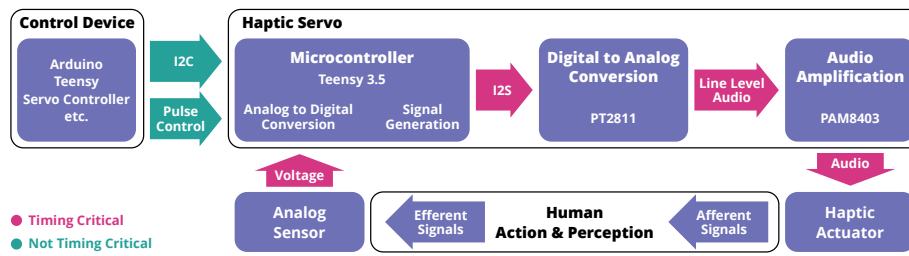 Control Device
Haptic Servo
Arduino
Teensy
Servo Controller
etc.
I2C
Pulse
Control
Microcontroller
Teensy 3.5
Analog to Digital
Conversion
Signal
Generation
I2S
Digital to Analog
Conversion
PT2811
Line Level
Audio
Audio
Amplification
PAM8403
Voltage
Audio
Timing Critical
Not Timing Critical
Analog
Sensor
Efferent
Signals
Human
Action & Perception
Afferent
Signals
Haptic
Actuator